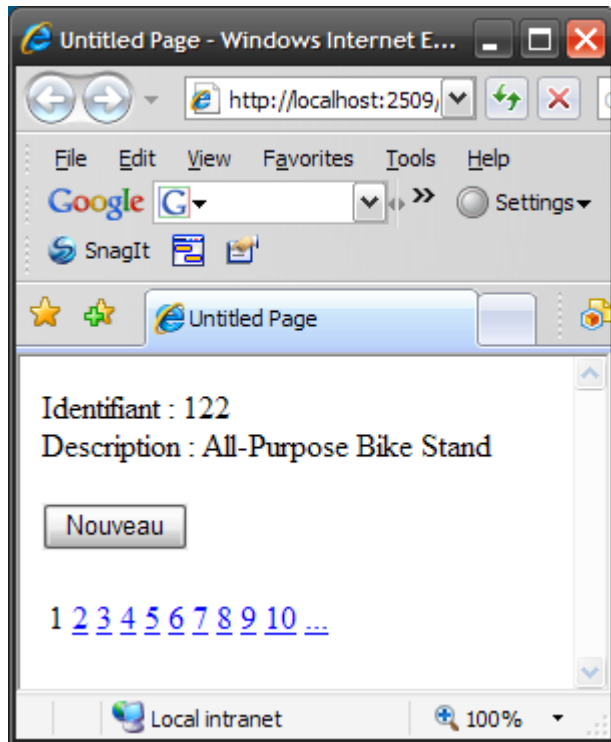 Untitled Page - Windows Internet E...
http://localhost:2509/
File Edit View Favorites Tools Help
Google G Settings
SnagIt
Untitled Page
Identifiant : 122
Description : All-Purpose Bike Stand
Nouveau
1 2 3 4 5 6 7 8 9 10 ...
Local intranet 100%